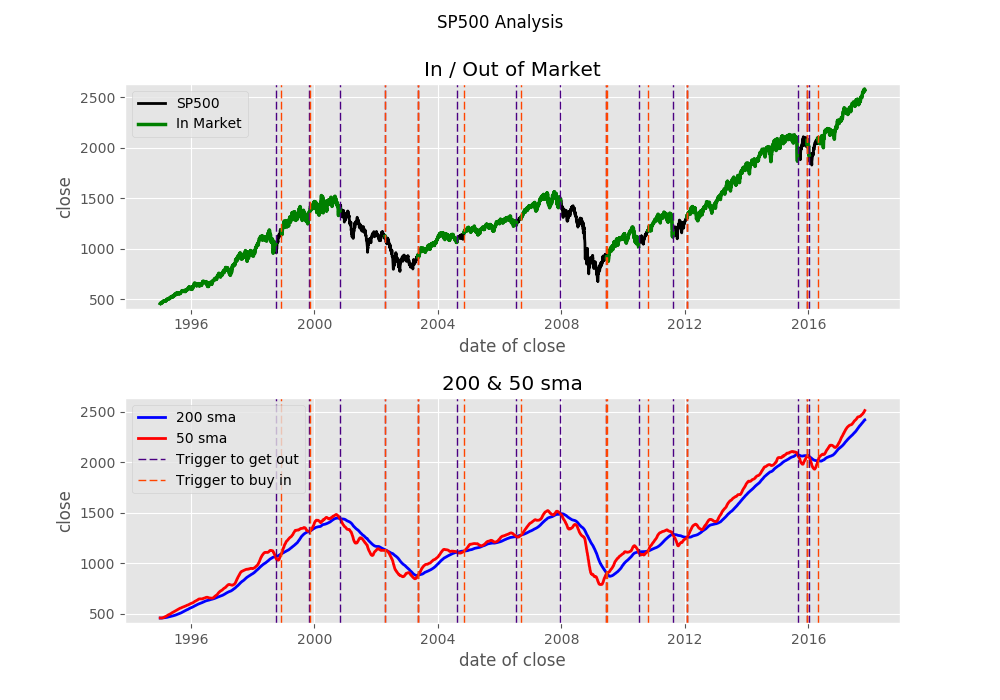 SP500 Analysis
In / Out of Market
SP500
In Market
close
2500
2000
1500
1000
500
1996 2000 2004 2008 2012 2016
date of close
200 & 50 sma
200 sma
50 sma
Trigger to get out
Trigger to buy in
close
2500
2000
1500
1000
500
1996 2000 2004 2008 2012 2016
date of close